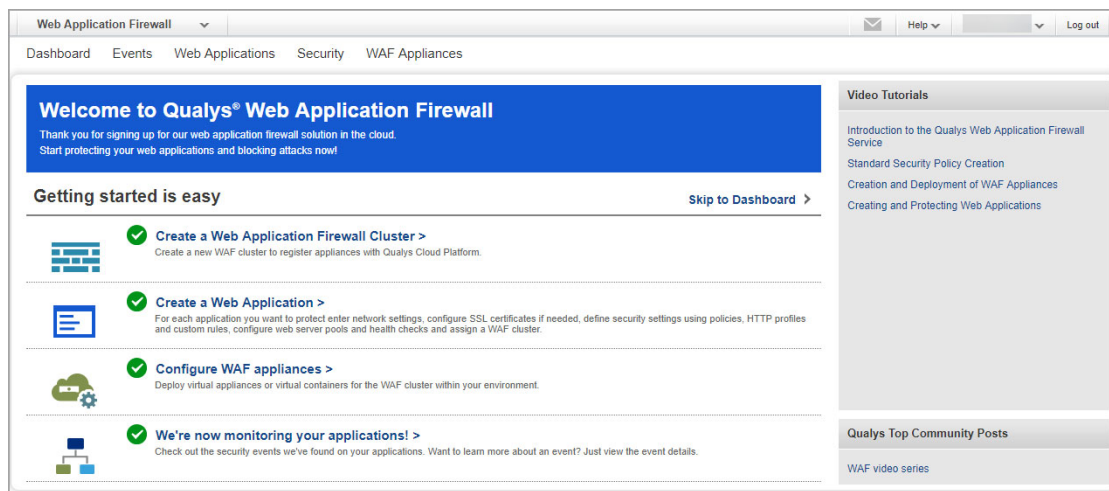 Web Application Firewall
Help
Log out
Dashboard Events Web Applications Security WAF Appliances
Welcome to Qualys® Web Application Firewall
Thank you for signing up for our web application firewall solution in the cloud.
Start protecting your web applications and blocking attacks now!
Getting started is easy
Skip to Dashboard >
Create a Web Application Firewall Cluster >
Create a new WAF cluster to register appliances with Qualys Cloud Platform.
Create a Web Application >
For each application you want to protect enter network settings, configure SSL certificates if needed, define security settings using policies, HTTP profiles
and custom rules, configure web server pools and health checks and assign a WAF cluster.
Configure WAF appliances >
Deploy virtual appliances or virtual containers for the WAF cluster within your environment.
We're now monitoring your applications! >
Check out the security events we've found on your applications. Want to learn more about an event? Just view the event details.
Video Tutorials
Introduction to the Qualys Web Application Firewall
Service
Standard Security Policy Creation
Creation and Deployment of WAF Appliances
Creating and Protecting Web Applications
Qualys Top Community Posts
WAF video series